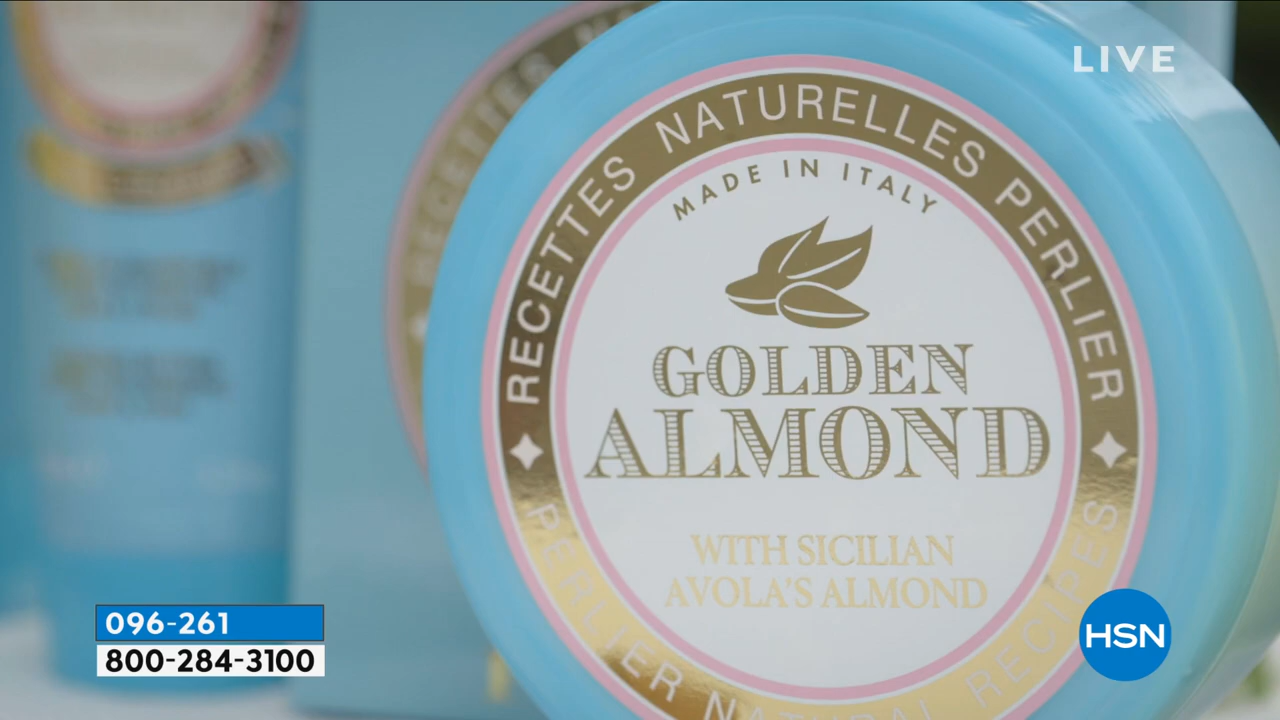 LIVE
RECETTES NATURELLES PERLIER
MADE IN ITALY
GOLDEN
ALMOND
WITH SICILIAN
AVOLA'S ALMOND
PERLIER NATURAL RECIPES
RECETTES
096-261
800-284-3100
HSN